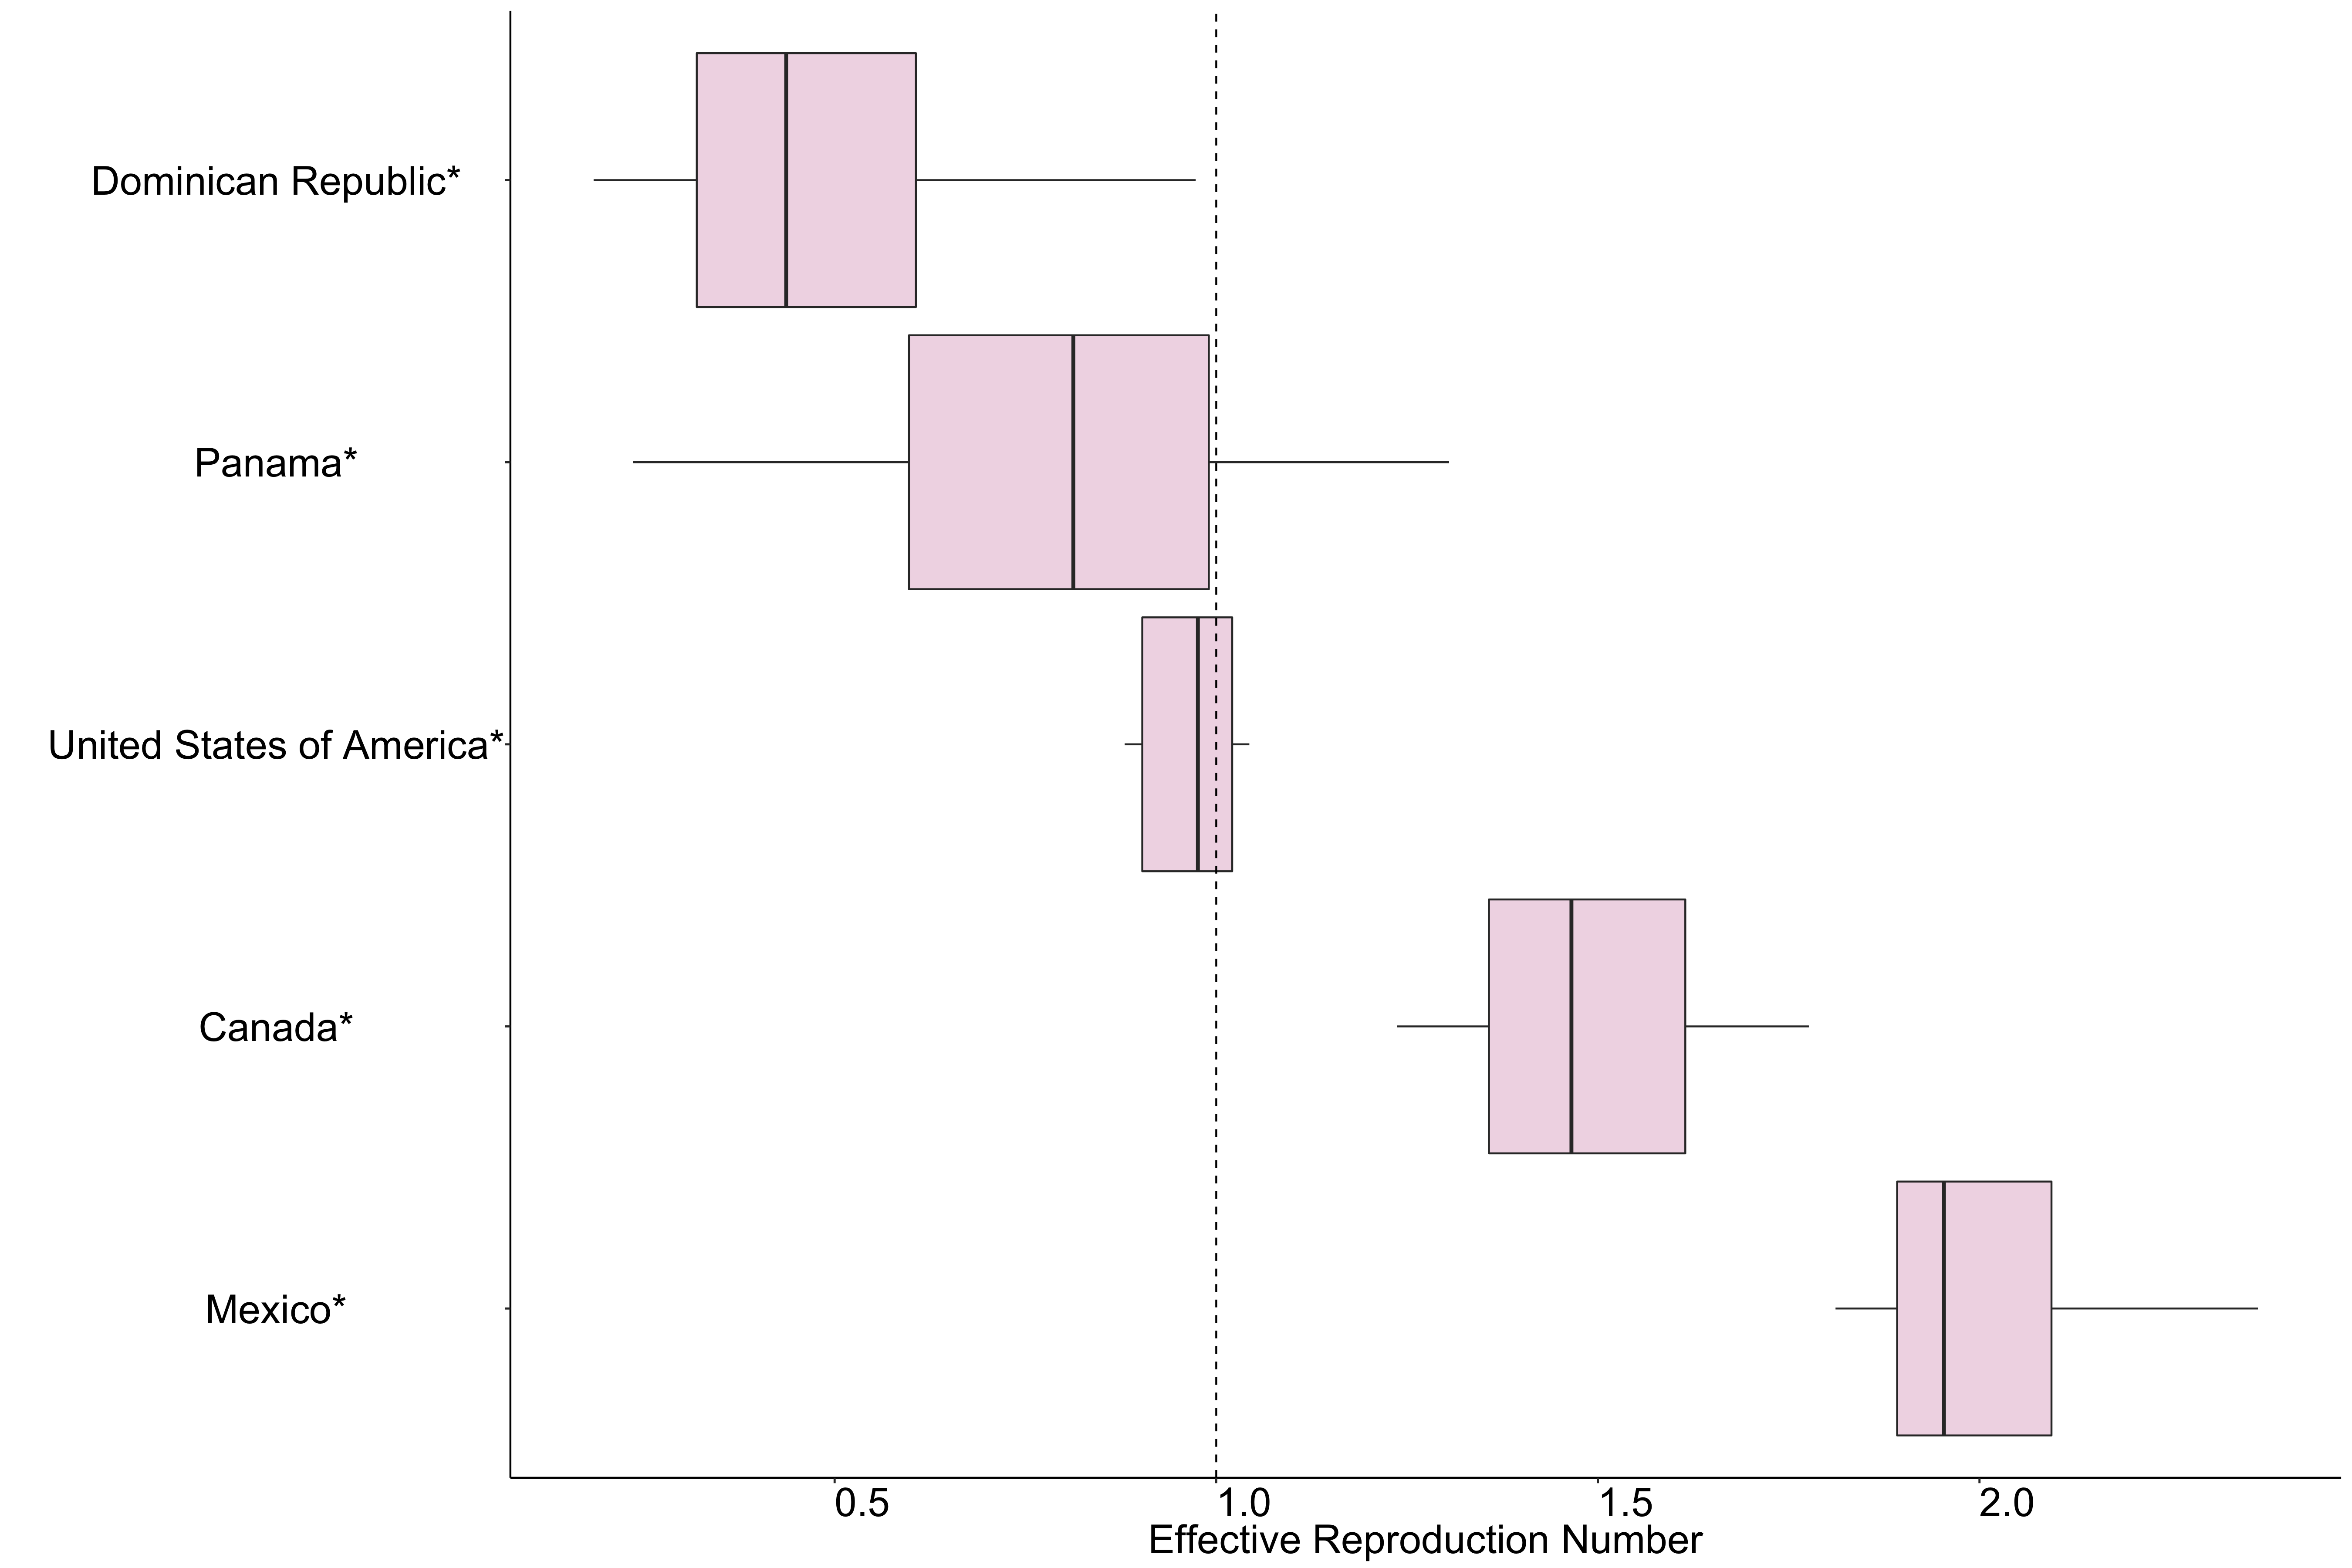 Dominican Republic*
Panama*
United States of America*
Canada*
Mexico*
0.5 1.0 1.5 2.0
Effective Reproduction Number